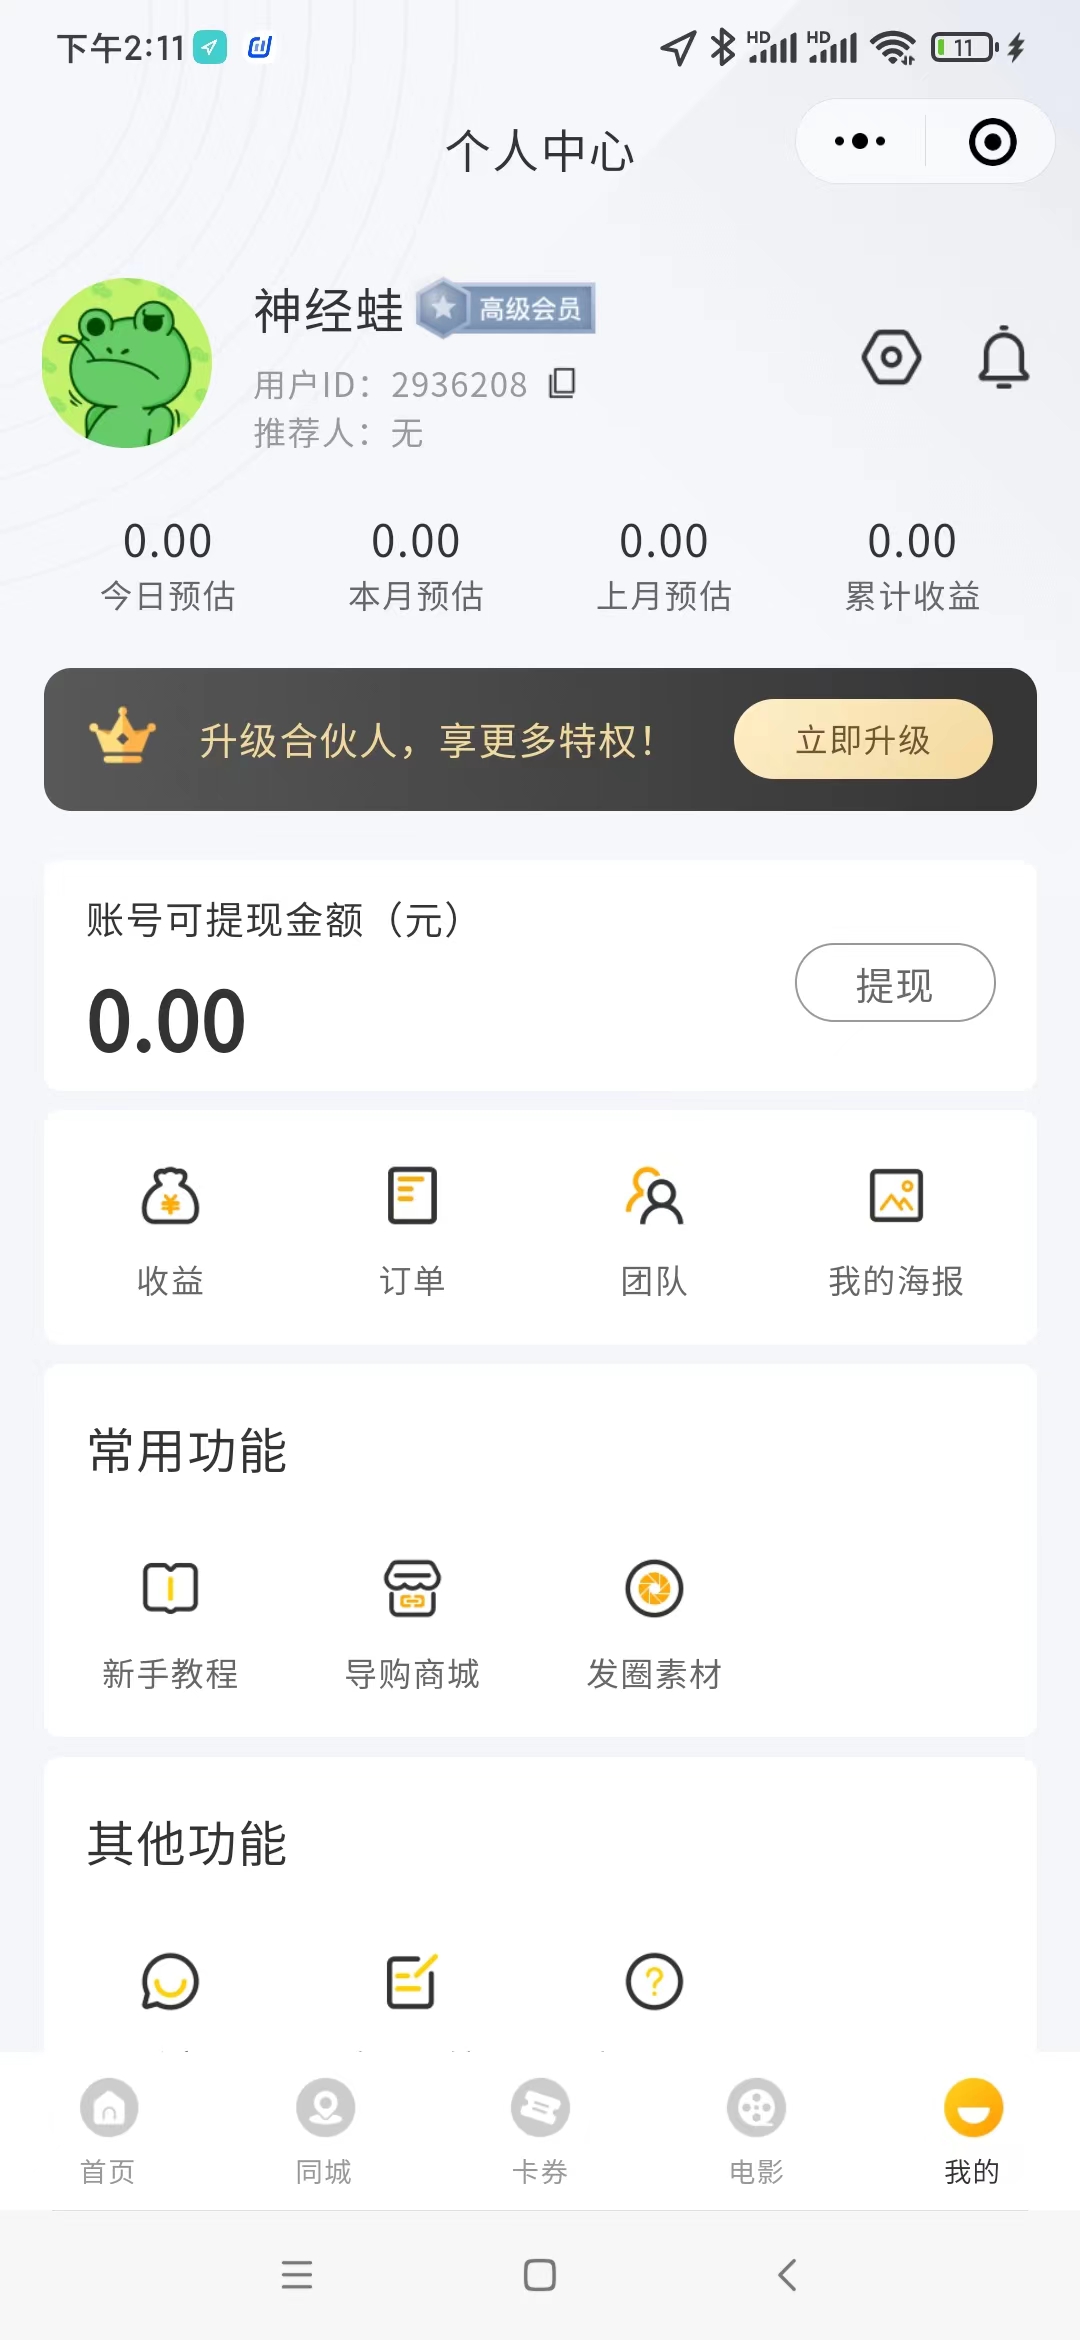 下午2:11
HD HD 11
个人中心
神经蛙 高级会员
用户ID：2936208
推荐人：无
0.00 0.00 0.00 0.00
今日预估 本月预估 上月预估 累计收益
升级合伙人，享更多特权！ 立即升级
账号可提现金额（元）
0.00
提现
收益 订单 团队 我的海报
常用功能
新手教程 导购商城 发圈素材
其他功能
首页 同城 卡券 电影 我的